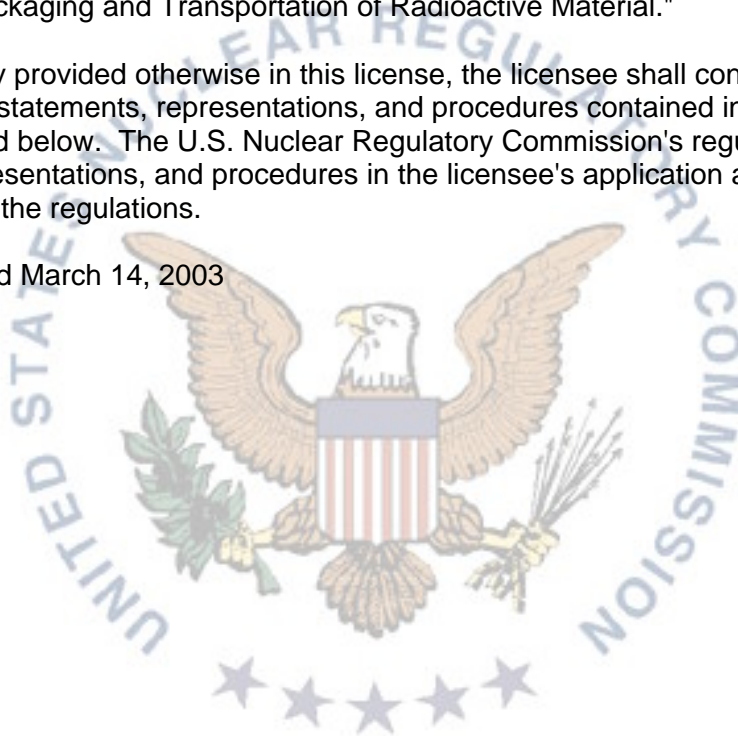 ckaging and Transportation of Radioactive Material."
y provided otherwise in this license, the licensee shall con
statements, representations, and procedures contained in
d below. The U.S. Nuclear Regulatory Commission's regu
esentations, and procedures in the licensee's application a
the regulations.
d March 14, 2003
UNITED STATES NUCLEAR REGULATORY COMMISSION